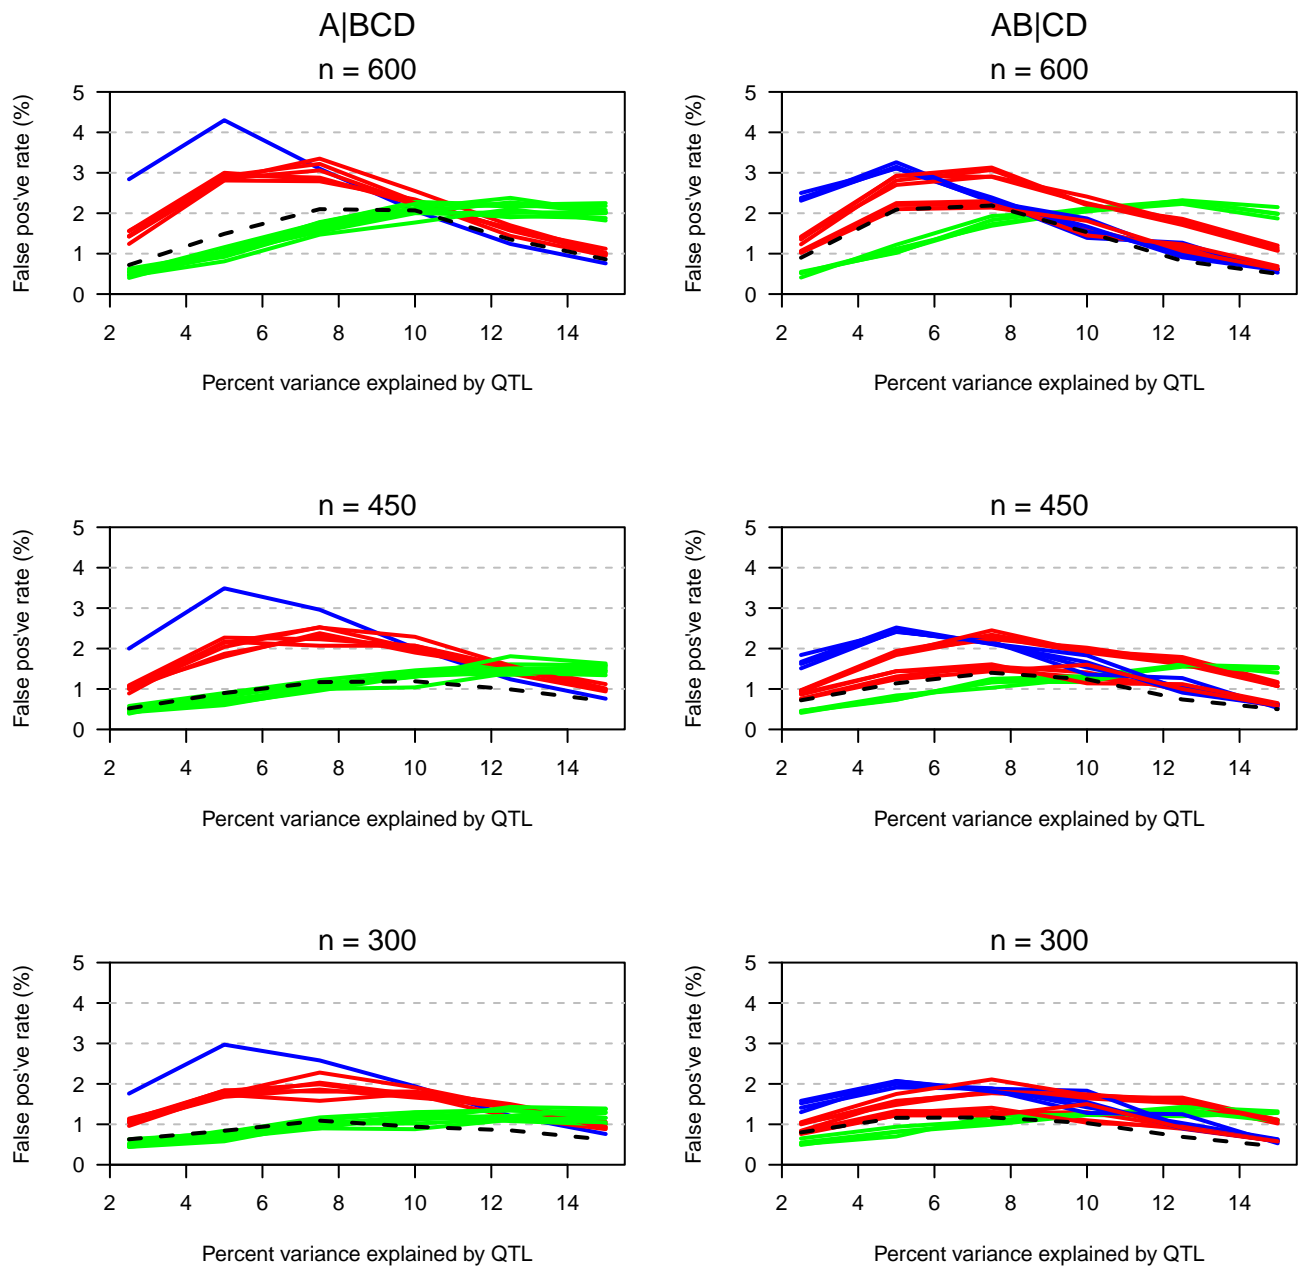 A|BCD
n = 600
False pos've rate (%)
5
4
3
2
1
0
2 4 6 8 10 12 14
Percent variance explained by QTL
AB|CD
n = 600
False pos've rate (%)
5
4
3
2
1
0
2 4 6 8 10 12 14
Percent variance explained by QTL
n = 450
False pos've rate (%)
5
4
3
2
1
0
2 4 6 8 10 12 14
Percent variance explained by QTL
n = 450
False pos've rate (%)
5
4
3
2
1
0
2 4 6 8 10 12 14
Percent variance explained by QTL
n = 300
False pos've rate (%)
5
4
3
2
1
0
2 4 6 8 10 12 14
Percent variance explained by QTL
n = 300
False pos've rate (%)
5
4
3
2
1
0
2 4 6 8 10 12 14
Percent variance explained by QTL